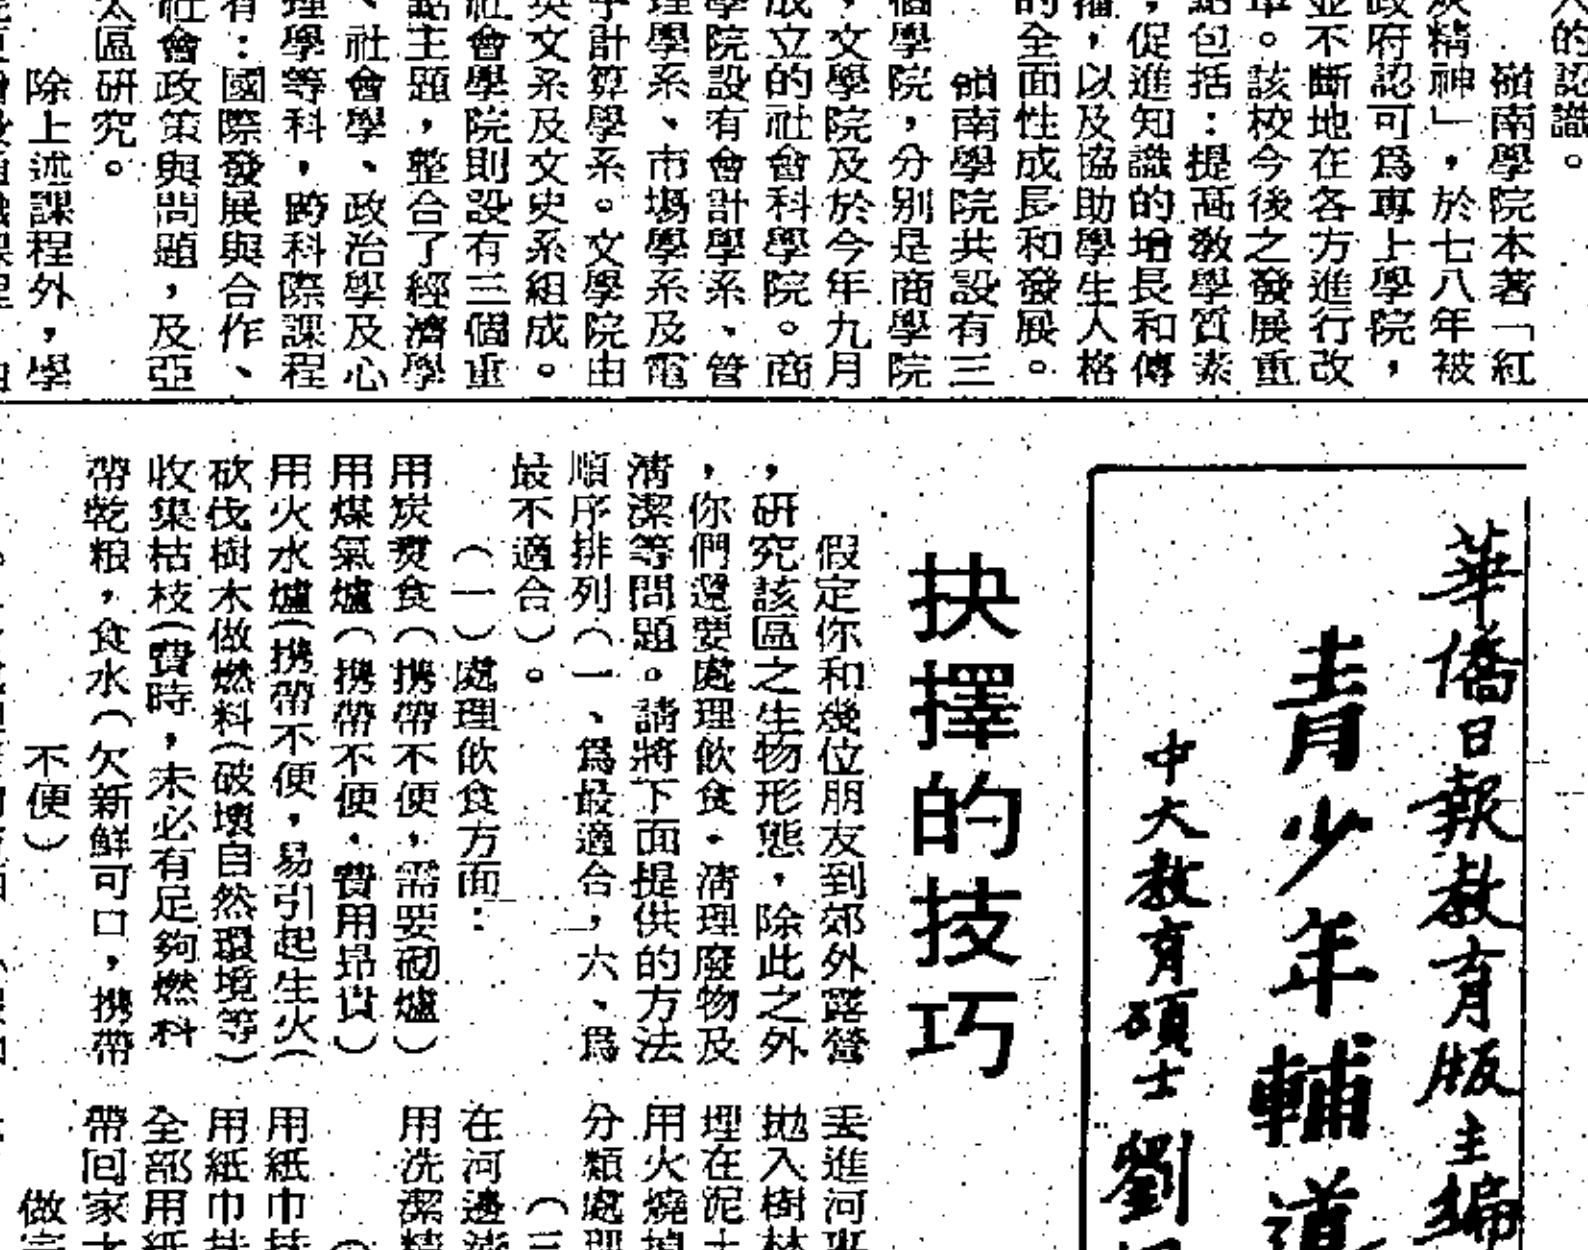 人的認識。
嶺南學院本著「紅
灰精神」，於七八年被
政府認可爲專上學院，
並不斷地在各方進行改
革。該校今後之發展重
點包括：提高教學質素
，促進知識的增長和傳
播，以及協助學生人格
的全面性成長和發展。
嶺南學院共設有三
個學院，分別是商學院
，文學院及於今年九月
成立的社會科學院。商
學院設有會計學系、管
理學系、市場學系及電
子計算學系。文學院由
英文系及文史系組成。
社會學院則設有三個重
點主題，整合了經濟學
、社會學、政治學及心
理學等科，跨科際課程
有：國際發展與合作、
社會政策與問題，及亞
太區研究。
除上述課程外，學
華僑日報教育版主編
青少年輔導
中大教育碩士 劉
抉擇的技巧
假定你和幾位朋友到郊外露營
，研究該區之生物形態，除此之外
，你們還要處理飲食、清理廢物及
清潔等問題。請將下面提供的方法
順序排列（一、爲最適合，六、爲
最不適合）。
（一）處理飲食方面：
用炭煑食（携帶不便，需要砌爐）
用煤氣爐（携帶不便，費用昂貴）
用火水爐（携帶不便，易引起生火（
砍伐樹木做燃料（破壞自然環境等）
收集枯枝（費時，未必有足夠燃料
帶乾粮，食水（欠新鮮可口，携帶
不便）
丟進河
拋入樹林
埋在泥土
用火燒
分類處理
（三
在河邊
用洗潔精
用紙巾抹
用紙巾抹
全部用紙
帶回家
做